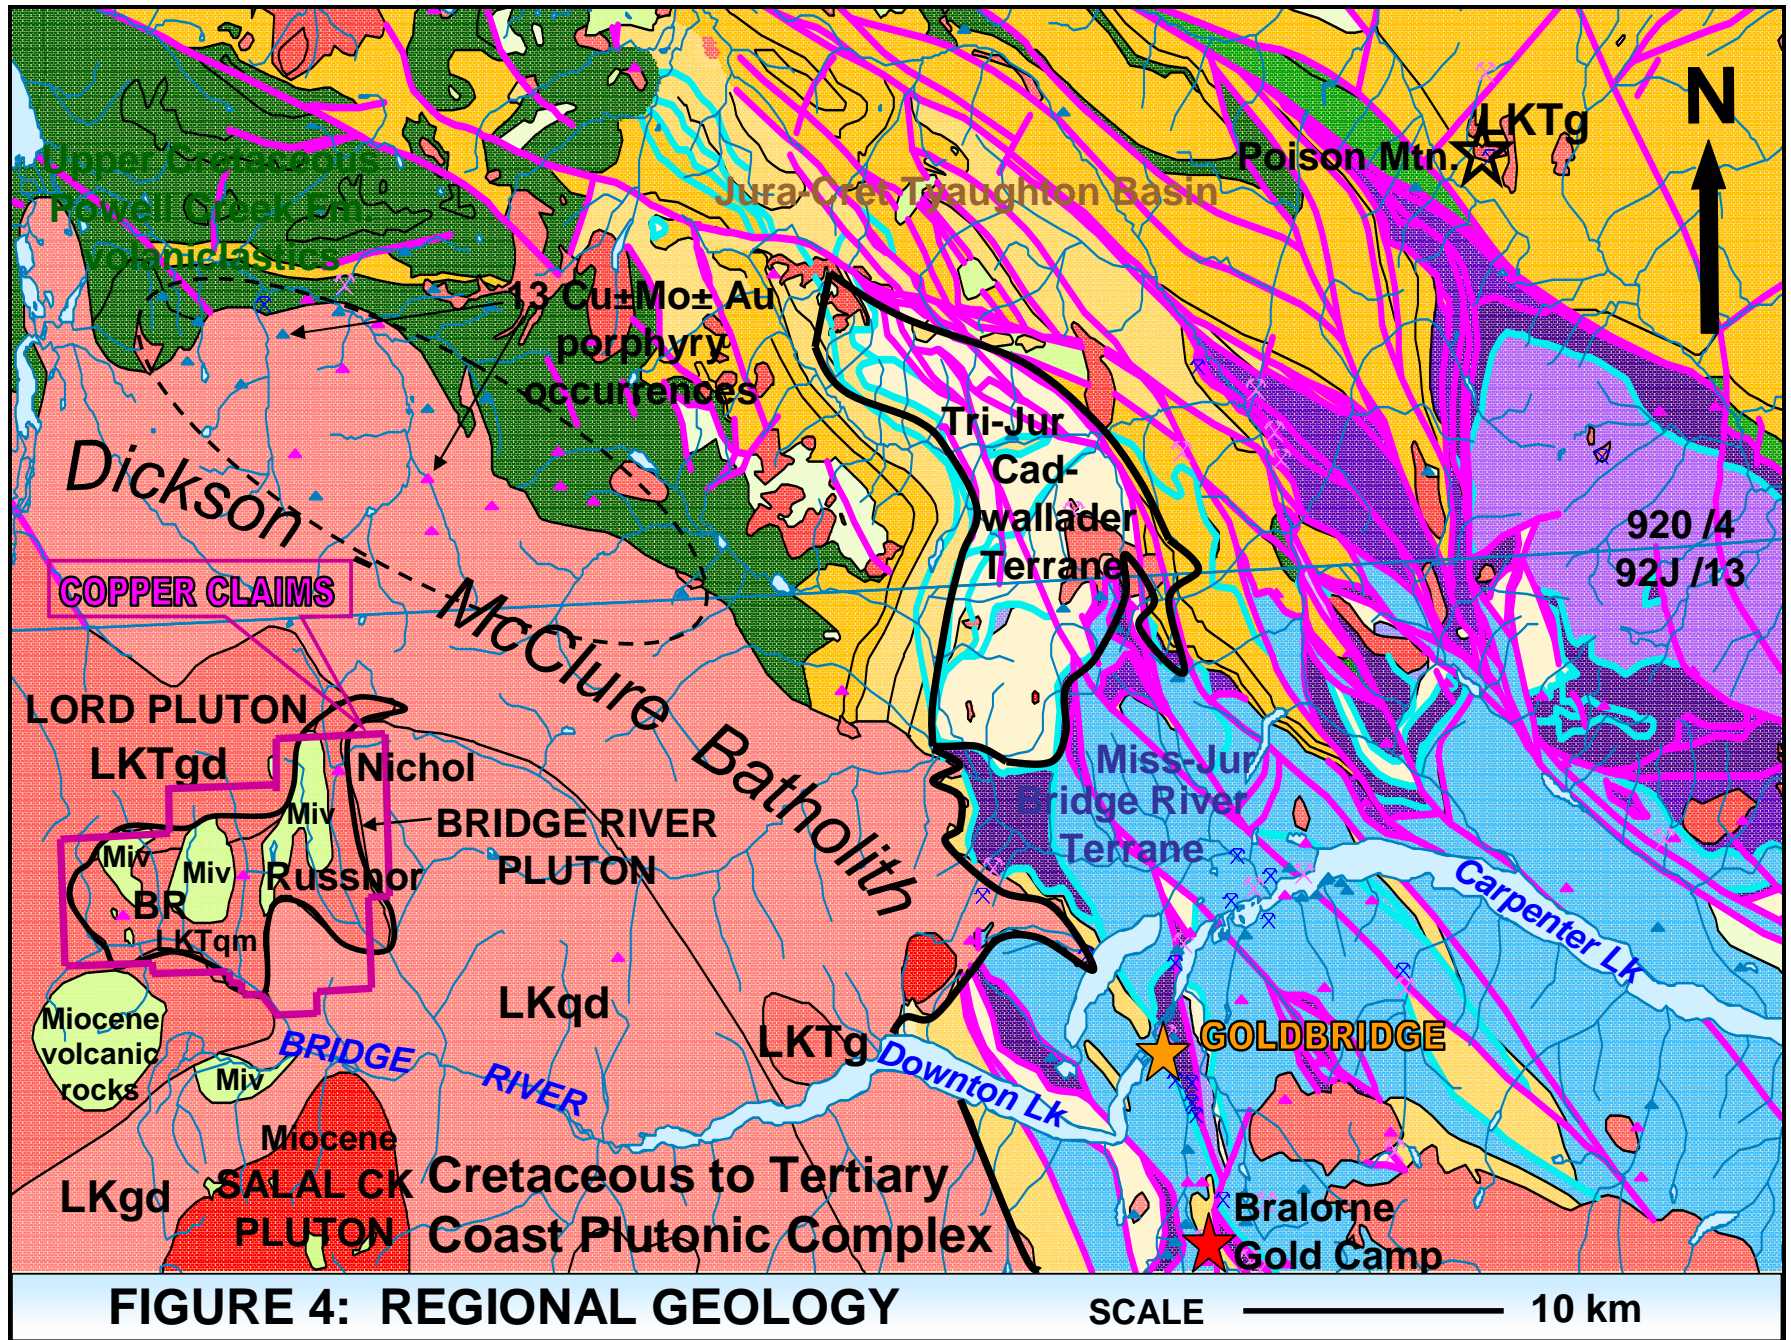 N
LKTg
Poison Mtn.
Upper Cretaceous
Powell Creek Fm
volaniclastics
Jura-Cret Tyaughton Basin
13 Cu±Mo± Au
porphyry
occurrences
Tri-Jur
Cad-
wallader
Terrane
920 /4
92J /13
Dickson
McClure
Batholith
COPPER CLAIMS
LORD PLUTON
LKTgd
Nichol
Miv
BRIDGE RIVER
PLUTON
Miv
Miv
Russnor
BR
LKTqm
Miss-Jur
Bridge River
Terrane
Carpenter Lk
LKqd
LKTg
GOLDBRIDGE
Downton Lk
Miocene
volcanic
rocks
Miv
BRIDGE
RIVER
Miocene
SALAL CK
PLUTON
LKgd
Cretaceous to Tertiary
Coast Plutonic Complex
Bralorne
Gold Camp
FIGURE 4: REGIONAL GEOLOGY
SCALE
10 km